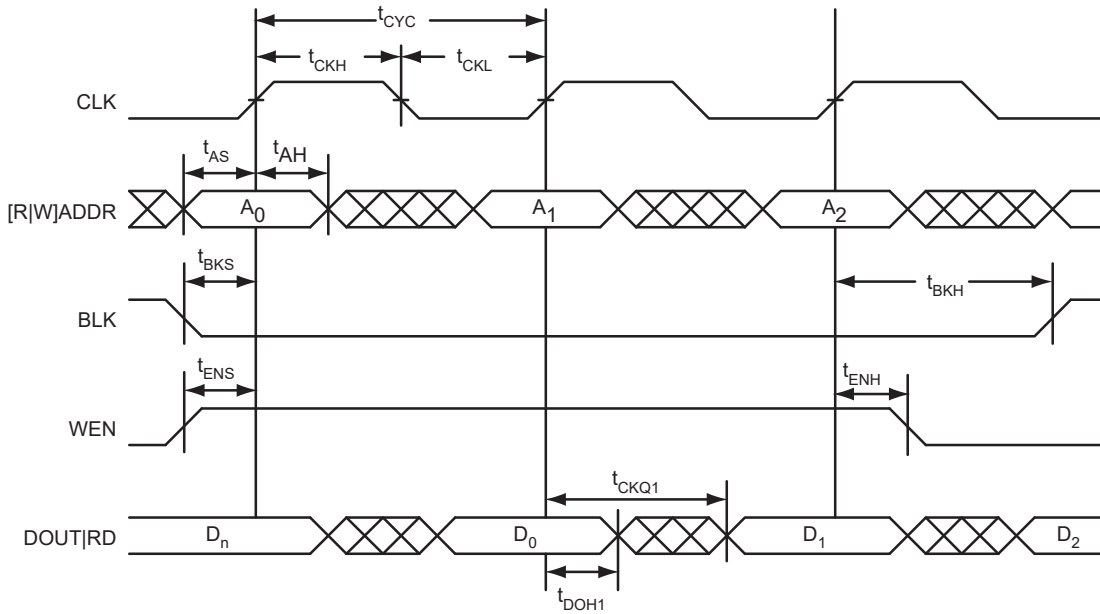 tCYC
tCKH tCKL
CLK
tAS tAH
[R|W]ADDR A0 A1 A2
tBKS tBKH
BLK
tENS tENH
WEN
tCKQ1
DOUT|RD Dn D0 D1 D2
tDOH1